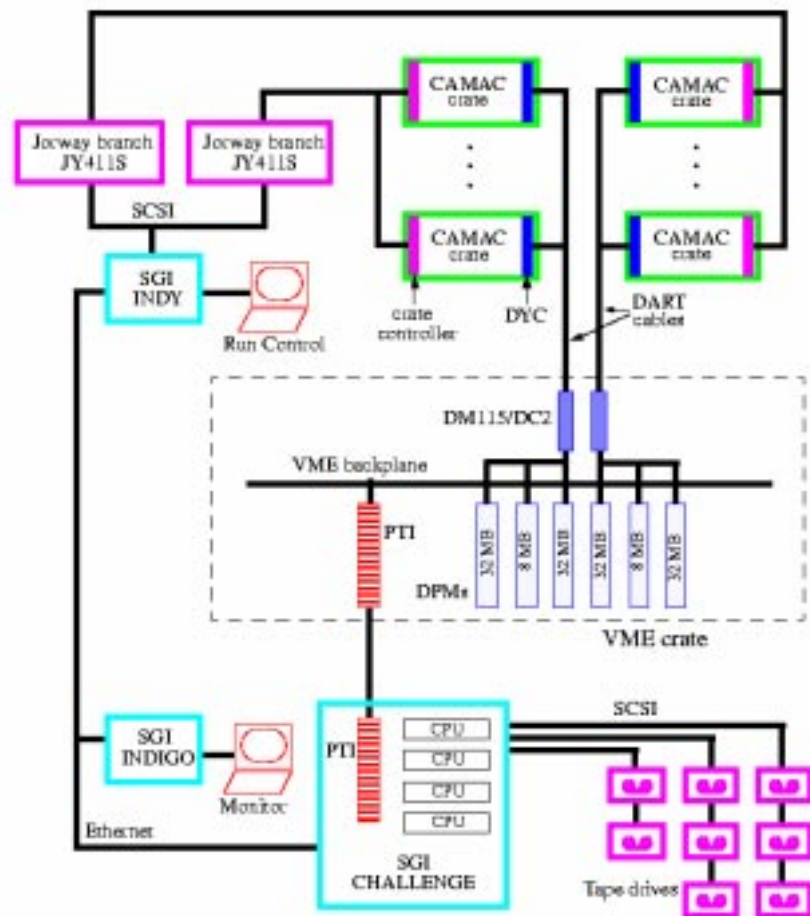 CAMAC
crate
CAMAC
crate
Jorway branch
JY411S
Jorway branch
JY411S
SCSI
CAMAC
crate
CAMAC
crate
SGI
INDY
Run Control
crate
controller
DYC
DART
cables
DM115/DC2
VME backplane
PTI
32 MB
8 MB
32 MB
32 MB
8 MB
32 MB
DPMs
VME crate
SCSI
SGI
INDIGO
Monitor
PTI
CPU
CPU
CPU
CPU
Ethernet
SGI
CHALLENGE
Tape drives